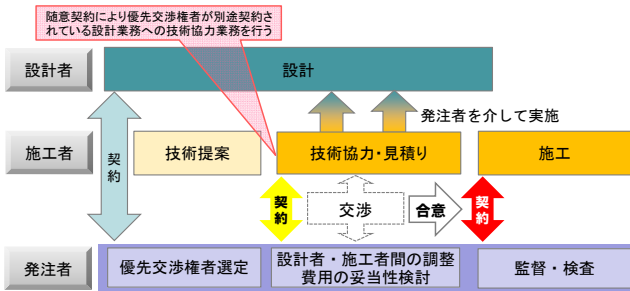 随意契約により優先交渉権者が別途契約さ
れている設計業務への技術協力業務を行う
設計者
設計
発注者を介して実施
施工者
契約
技術提案
技術協力・見積り
施工
契約
交渉
合意
契約
発注者
優先交渉権者選定
設計者・施工者間の調整
費用の妥当性検討
監督・検査